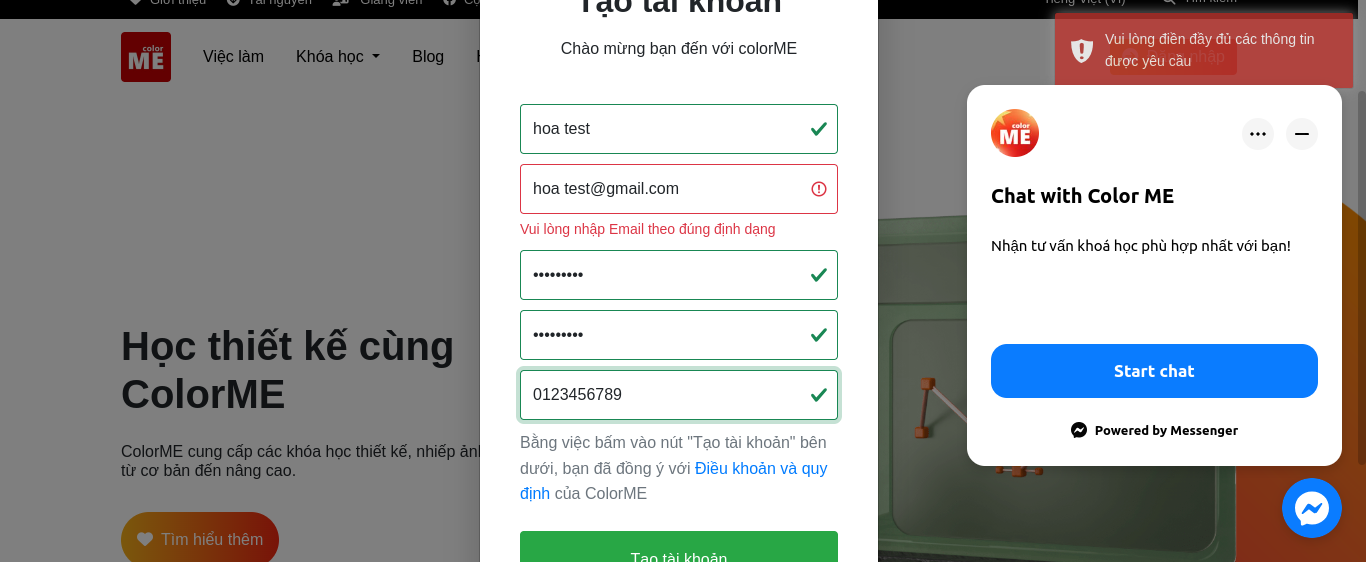 Giới thiệu
Tài nguyên
Giảng viên
Tiếng Việt (VI)
Tìm kiếm
color
ME
Việc làm
Khóa học
Blog
Tạo tài khoản
Chào mừng bạn đến với colorME
hoa test
hoa test@gmail.com
Vui lòng nhập Email theo đúng định dạng
•••••••••
•••••••••
0123456789
Bằng việc bấm vào nút "Tạo tài khoản" bên
dưới, bạn đã đồng ý với Điều khoản và quy
định của ColorME
Tạo tài khoản
Học thiết kế cùng
ColorME
ColorME cung cấp các khóa học thiết kế, nhiếp ảnh
từ cơ bản đến nâng cao.
Tìm hiểu thêm
Vui lòng điền đầy đủ các thông tin
được yêu cầu
nhập
color
ME
Chat with Color ME
Nhận tư vấn khoá học phù hợp nhất với bạn!
Start chat
Powered by Messenger